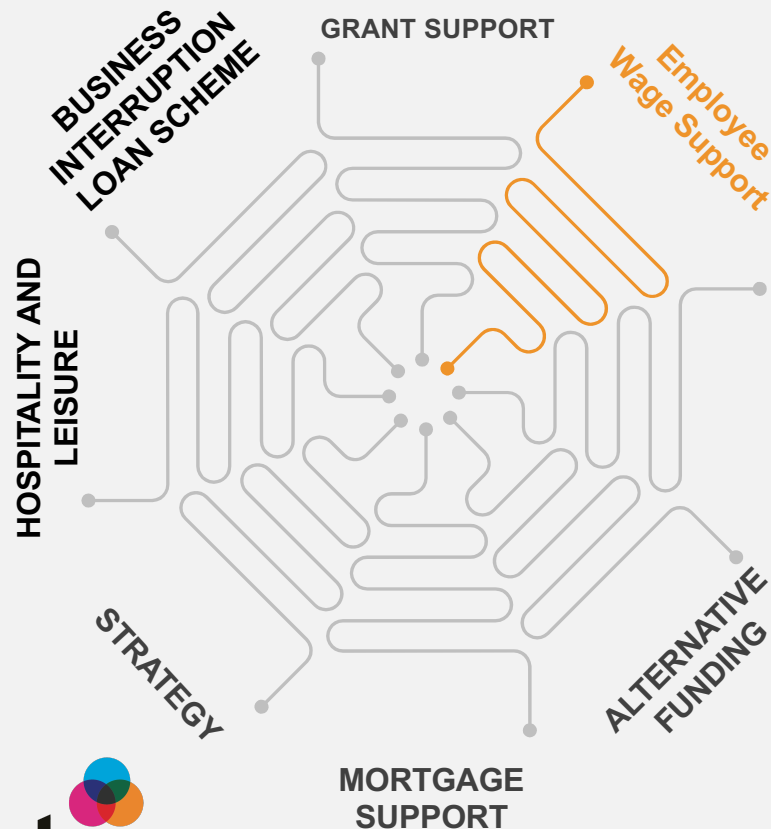 GRANT SUPPORT
BUSINESS
INTERRUPTION
LOAN SCHEME
Employee
Wage Support
HOSPITALITY AND
LEISURE
STRATEGY
ALTERNATIVE
FUNDING
MORTGAGE
SUPPORT